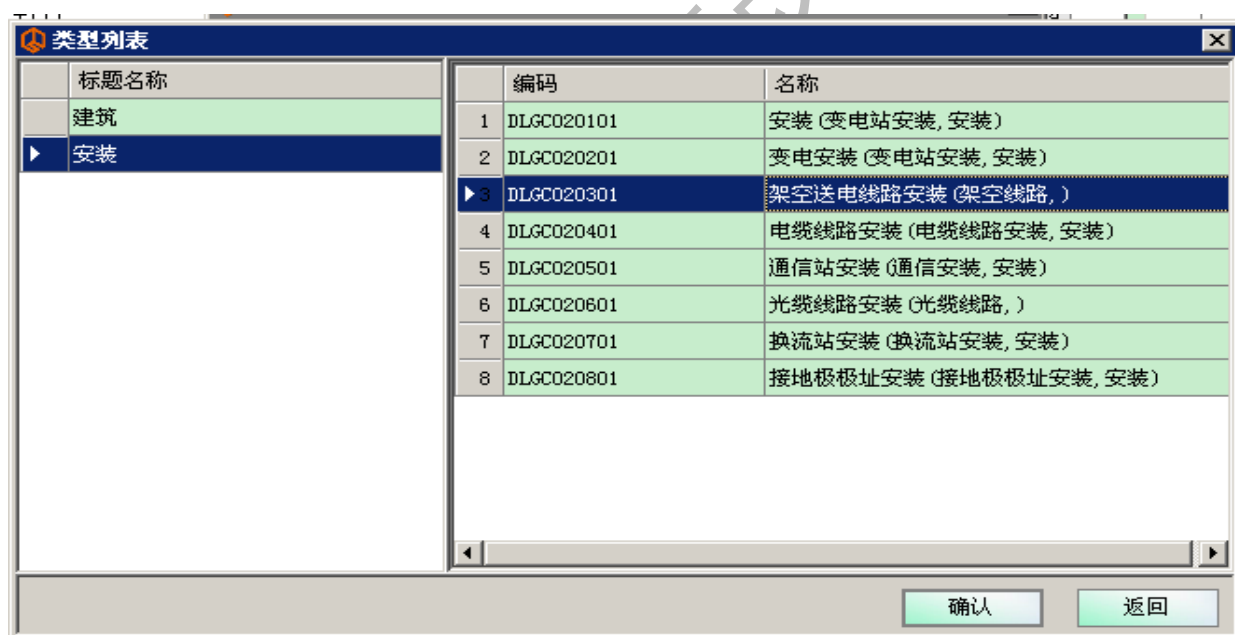 类型列表
标题名称
建筑
安装
编码 名称
1 DLGC020101 安装(变电站安装,安装)
2 DLGC020201 变电安装(变电站安装,安装)
3 DLGC020301 架空送电线路安装(架空线路,)
4 DLGC020401 电缆线路安装(电缆线路安装,安装)
5 DLGC020501 通信站安装(通信安装,安装)
6 DLGC020601 光缆线路安装(光缆线路,)
7 DLGC020701 换流站安装(换流站安装,安装)
8 DLGC020801 接地极极址安装(接地极极址安装,安装)
确认 返回